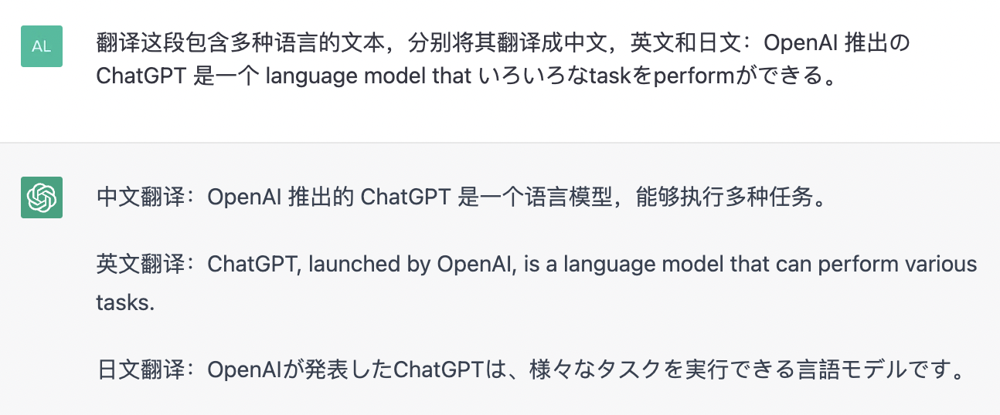 AL
翻译这段包含多种语言的文本，分别将其翻译成中文，英文和日文：OpenAI 推出の
ChatGPT 是一个 language model that いろいろなtaskをperformができる。
中文翻译：OpenAI 推出的 ChatGPT 是一个语言模型，能够执行多种任务。
英文翻译：ChatGPT, launched by OpenAI, is a language model that can perform various
tasks.
日文翻译：OpenAIが発表したChatGPTは、様々なタスクを実行できる言語モデルです。